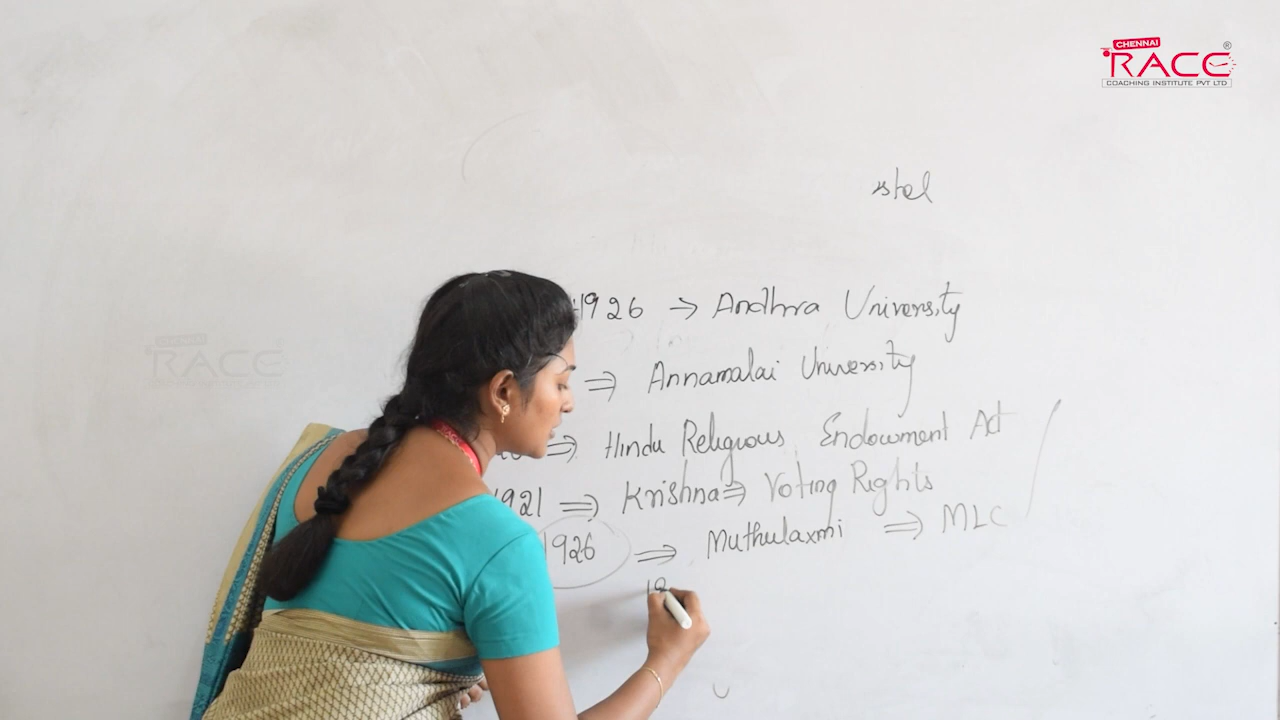 CHENNAI
RACE®
COACHING INSTITUTE PVT LTD
1926 → Andhra University
⇒ Annamalai University
⇒ Hindu Religious Endowment Act
1921 ⇒ Krishna ⇒ Voting Rights
1926 ⇒ Muthulaxmi ⇒ MLC
RACE